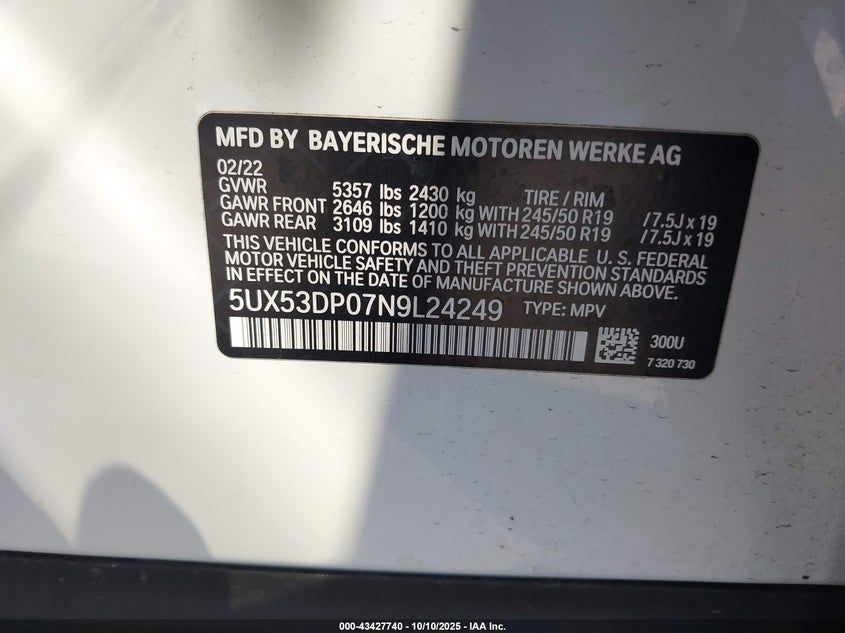 MFD BY BAYERISCHE MOTOREN WERKE AG
02/22
GVWR 5357 lbs 2430 kg TIRE / RIM
GAWR FRONT 2646 lbs 1200 kg WITH 245/50 R19 /7.5J x 19
GAWR REAR 3109 lbs 1410 kg WITH 245/50 R19 /7.5J x 19
THIS VEHICLE CONFORMS TO ALL APPLICABLE U. S. FEDERAL
MOTOR VEHICLE SAFETY AND THEFT PREVENTION STANDARDS
IN EFFECT ON THE DATE OF MANUFACTURE SHOWN ABOVE.
5UX53DP07N9L24249 TYPE: MPV
300U
7 320 730
000-43427740 - 10/10/2025 - IAA Inc.